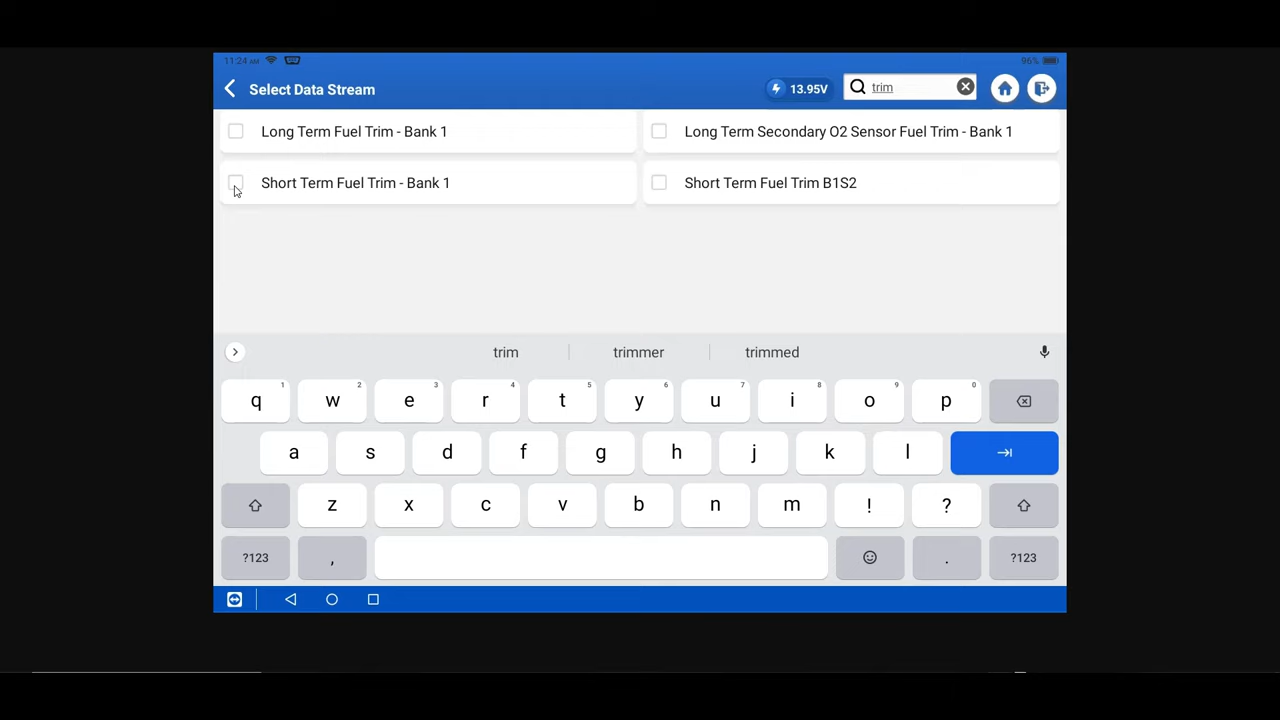 11:24 AM 96%
Select Data Stream 13.95V trim
Long Term Fuel Trim - Bank 1 Long Term Secondary O2 Sensor Fuel Trim - Bank 1
Short Term Fuel Trim - Bank 1 Short Term Fuel Trim B1S2
trim trimmer trimmed
q 1 w 2 e 3 r 4 t 5 y 6 u 7 i 8 o 9 p 0
a s d f g h j k l
z x c v b n m ! ?
?123 , . ?123